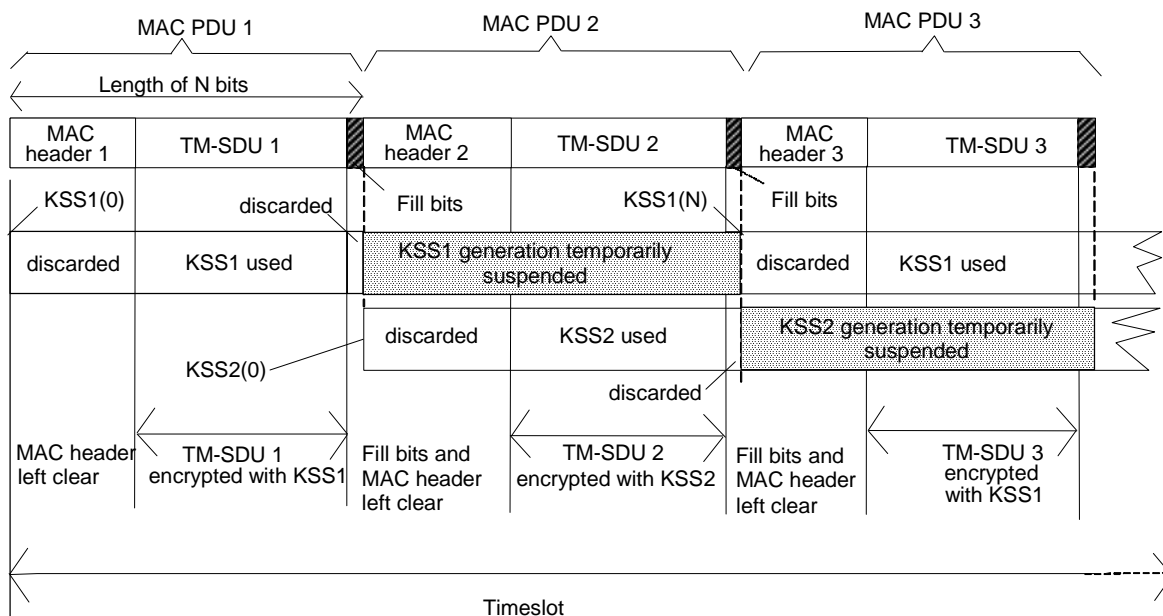 MAC PDU 1
MAC PDU 2
MAC PDU 3
Length of N bits
MAC
header 1
TM-SDU 1
MAC
header 2
TM-SDU 2
MAC
header 3
TM-SDU 3
KSS1(0)
discarded
Fill bits
KSS1(N)
Fill bits
discarded
KSS1 used
KSS1 generation temporarily
suspended
discarded
KSS1 used
KSS2(0)
discarded
KSS2 used
KSS2 generation temporarily
suspended
discarded
MAC header
left clear
TM-SDU 1
encrypted with KSS1
Fill bits and
MAC header
left clear
TM-SDU 2
encrypted with KSS2
Fill bits and
MAC header
left clear
TM-SDU 3
encrypted
with KSS1
Timeslot